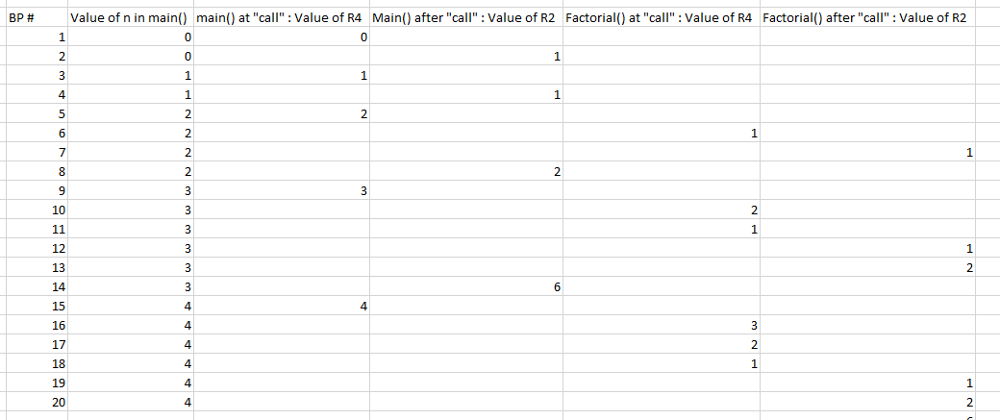 BP # Value of n in main() main() at "call" : Value of R4 Main() after "call" : Value of R2 Factorial() at "call" : Value of R4 Factorial() after "call" : Value of R2
1 0 0
2 0 1
3 1 1
4 1 1
5 2 2
6 2 1
7 2 1
8 2 2
9 3 3
10 3 2
11 3 1
12 3 1
13 3 2
14 3 6
15 4 4
16 4 3
17 4 2
18 4 1
19 4 1
20 4 2